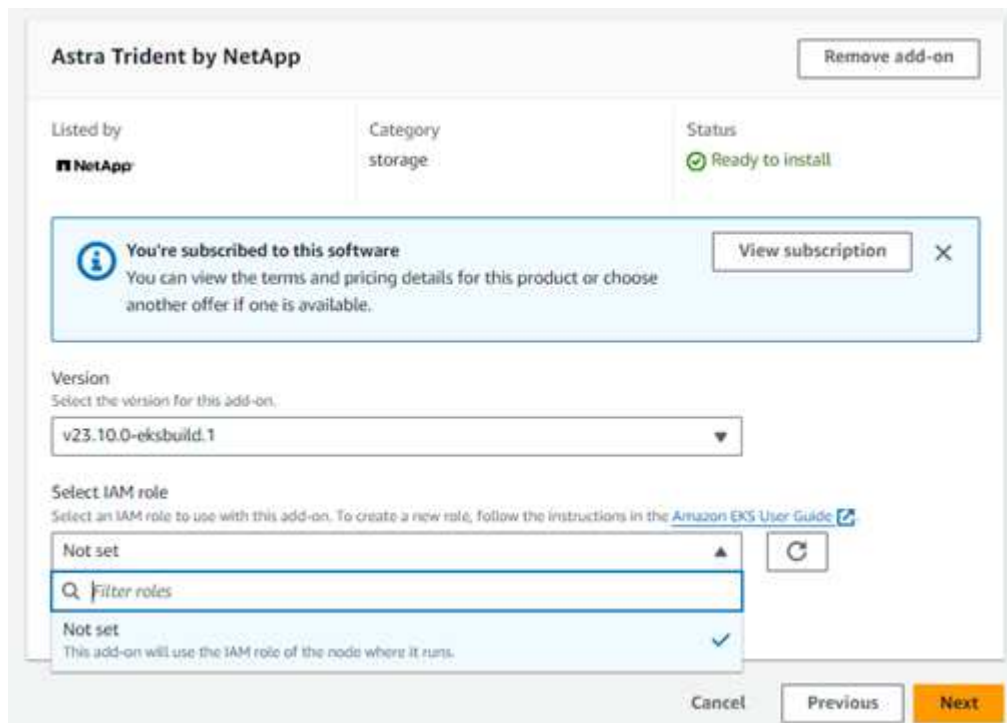 Astra Trident by NetApp
Remove add-on
Listed by
Category
Status
NetApp
storage
Ready to install
You're subscribed to this software
You can view the terms and pricing details for this product or choose
another offer if one is available.
View subscription
Version
Select the version for this add-on.
v23.10.0-eksbuild.1
Select IAM role
Select an IAM role to use with this add-on. To create a new role, follow the instructions in the Amazon EKS User Guide.
Not set
Filter roles
Not set
This add-on will use the IAM role of the node where it runs.
Cancel
Previous
Next